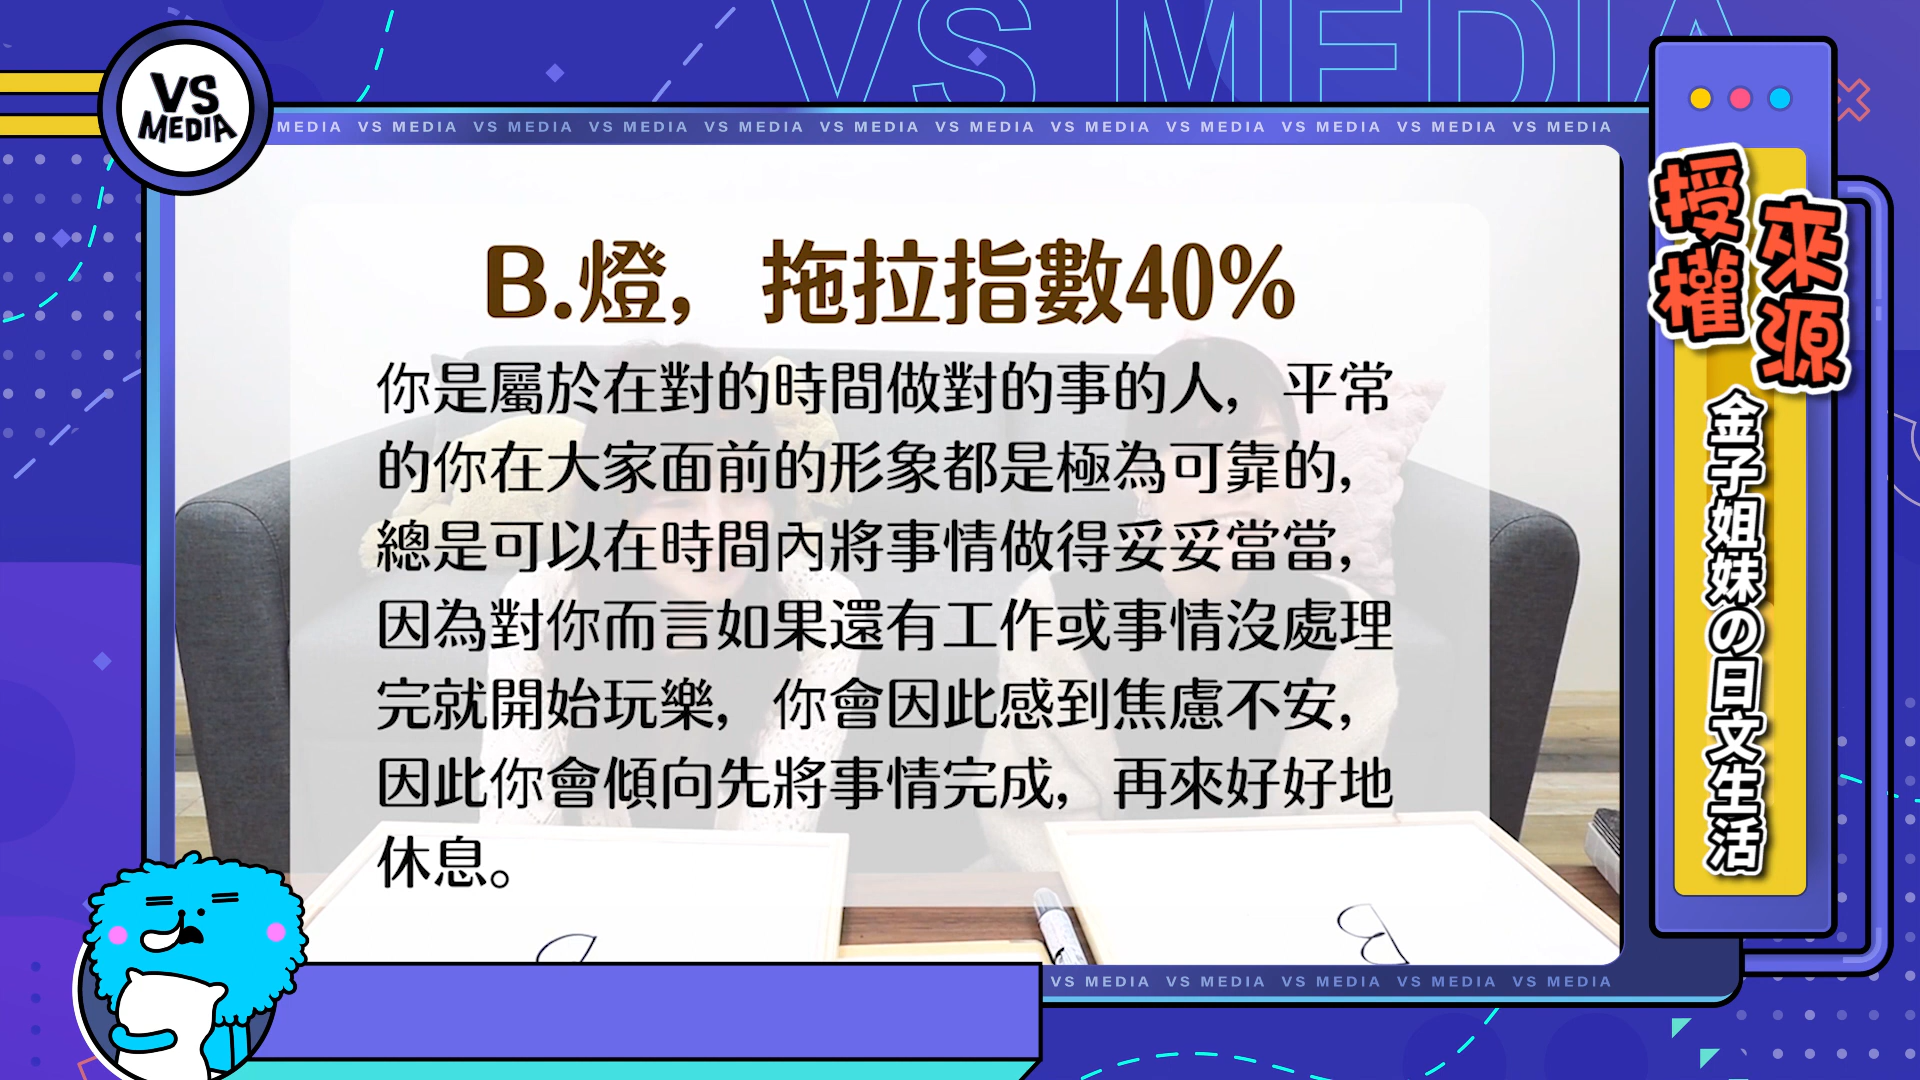 VS MEDIA
VS
MEDIA
MEDIA VS MEDIA VS MEDIA VS MEDIA VS MEDIA VS MEDIA VS MEDIA VS MEDIA VS MEDIA VS MEDIA VS MEDIA VS MEDIA
B.燈，拖拉指數40%
你是屬於在對的時間做對的事的人，平常
的你在大家面前的形象都是極為可靠的，
總是可以在時間內將事情做得妥妥當當，
因為對你而言如果還有工作或事情沒處理
完就開始玩樂，你會因此感到焦慮不安，
因此你會傾向先將事情完成，再來好好地
休息。
B
授權
來源
金子姐妹の日文生活
VS MEDIA VS MEDIA VS MEDIA VS MEDIA VS MEDIA